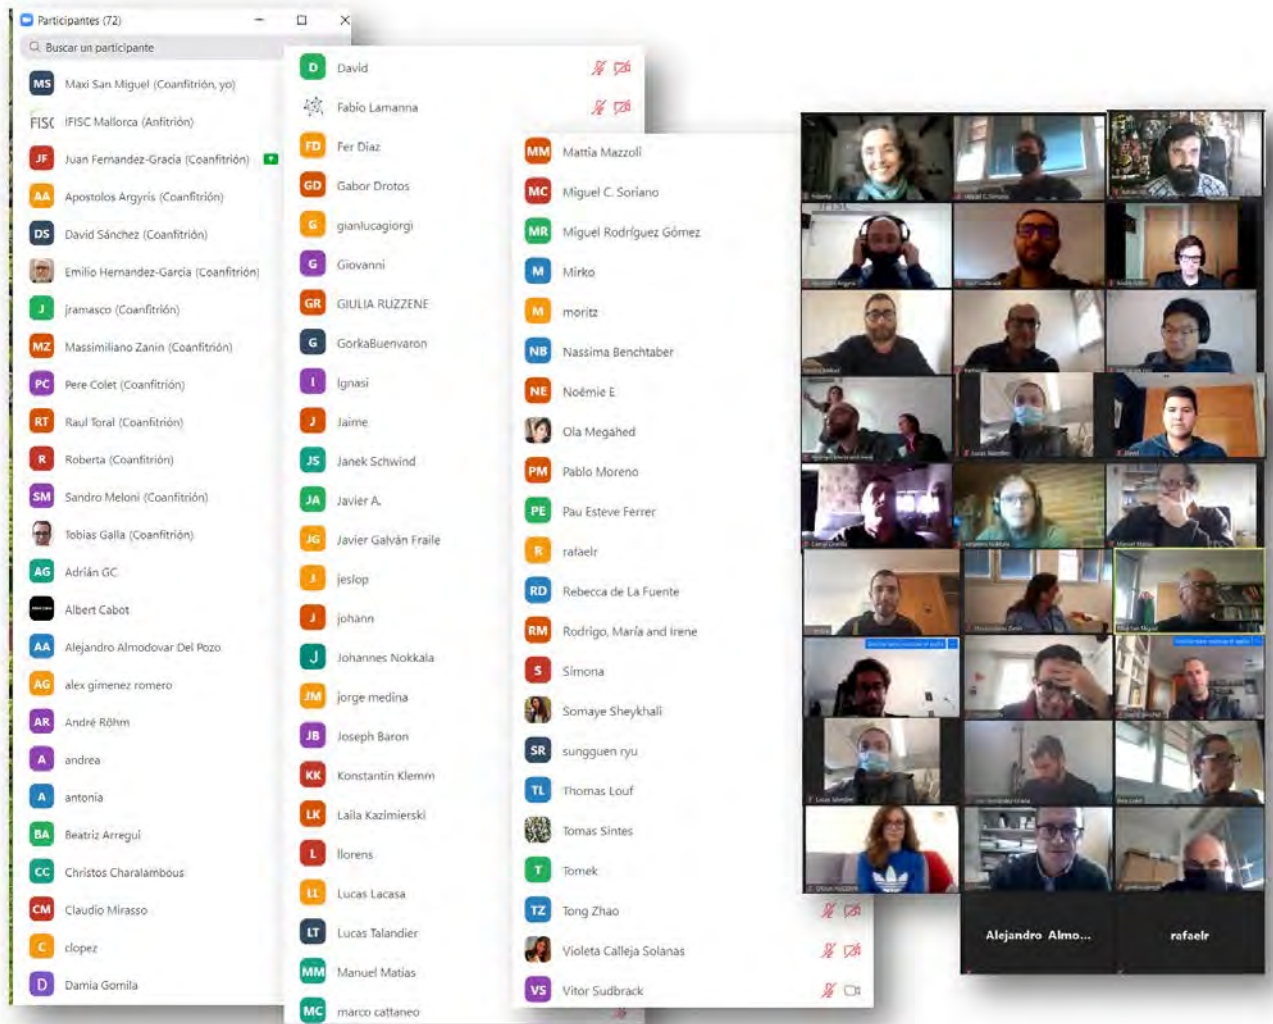 Participantes (72)
Buscar un participante
MS Maxi San Miguel (Coanfitrión, yo)
FISC IFISC Mallorca (Anfitrión)
JF Juan Fernandez-Gracia (Coanfitrión)
AA Apostolos Argyris (Coanfitrión)
DS David Sánchez (Coanfitrión)
Emilio Hernandez-Garcia (Coanfitrión)
J jramasco (Coanfitrión)
MZ Massimiliano Zanin (Coanfitrión)
PC Pere Colet (Coanfitrión)
RT Raul Toral (Coanfitrión)
R Roberta (Coanfitrión)
SM Sandro Meloni (Coanfitrión)
Tobias Galla (Coanfitrión)
AG Adrián GC
Albert Cabot
AA Alejandro Almodovar Del Pozo
AG alex gimenez romero
AR André Röhm
A andrea
A antonia
BA Beatriz Arregui
CC Christos Charalambous
CM Claudio Mirasso
C clopez
D Damia Gomila
D David
Fabio Lamanna
FD Fer Diaz
GD Gabor Drotos
G gianlucagiorgi
G Giovanni
GR GIULIA RUZZENE
G GorkaBuenvaron
I Ignasi
J Jaime
JS Janek Schwind
JA Javier A.
JG Javier Galván Fraile
J jeslop
J johann
J Johannes Nokkala
JM jorge medina
JB Joseph Baron
KK Konstantin Klemm
LK Laila Kazimierski
L llorens
LL Lucas Lacasa
LT Lucas Talandier
MM Manuel Matias
MC marco cattaneo
MM Mattia Mazzoli
MC Miguel C. Soriano
MR Miguel Rodríguez Gómez
M Mirko
M moritz
NB Nassima Benchtaber
NE Noémie E
Ola Megahed
PM Pablo Moreno
PE Pau Esteve Ferrer
R rafaelr
RD Rebecca de La Fuente
RM Rodrigo, María and Irene
S Simona
Somaye Sheykhali
SR sungguen ryu
TL Thomas Louf
Tomas Sintes
T Tomek
TZ Tong Zhao
Violeta Calleja Solanas
VS Vitor Sudbrack
Alejandro Almo...
rafaelr